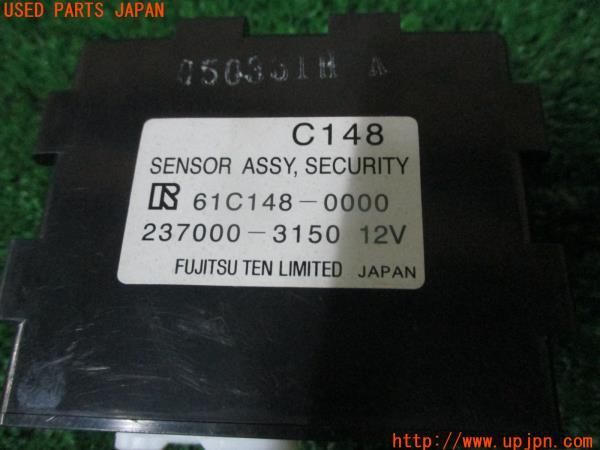 USED PARTS JAPAN
C148
SENSOR ASSY, SECURITY
R 61C148-0000
237000-3150 12V
FUJITSU TEN LIMITED JAPAN
http://www.upjpn.com